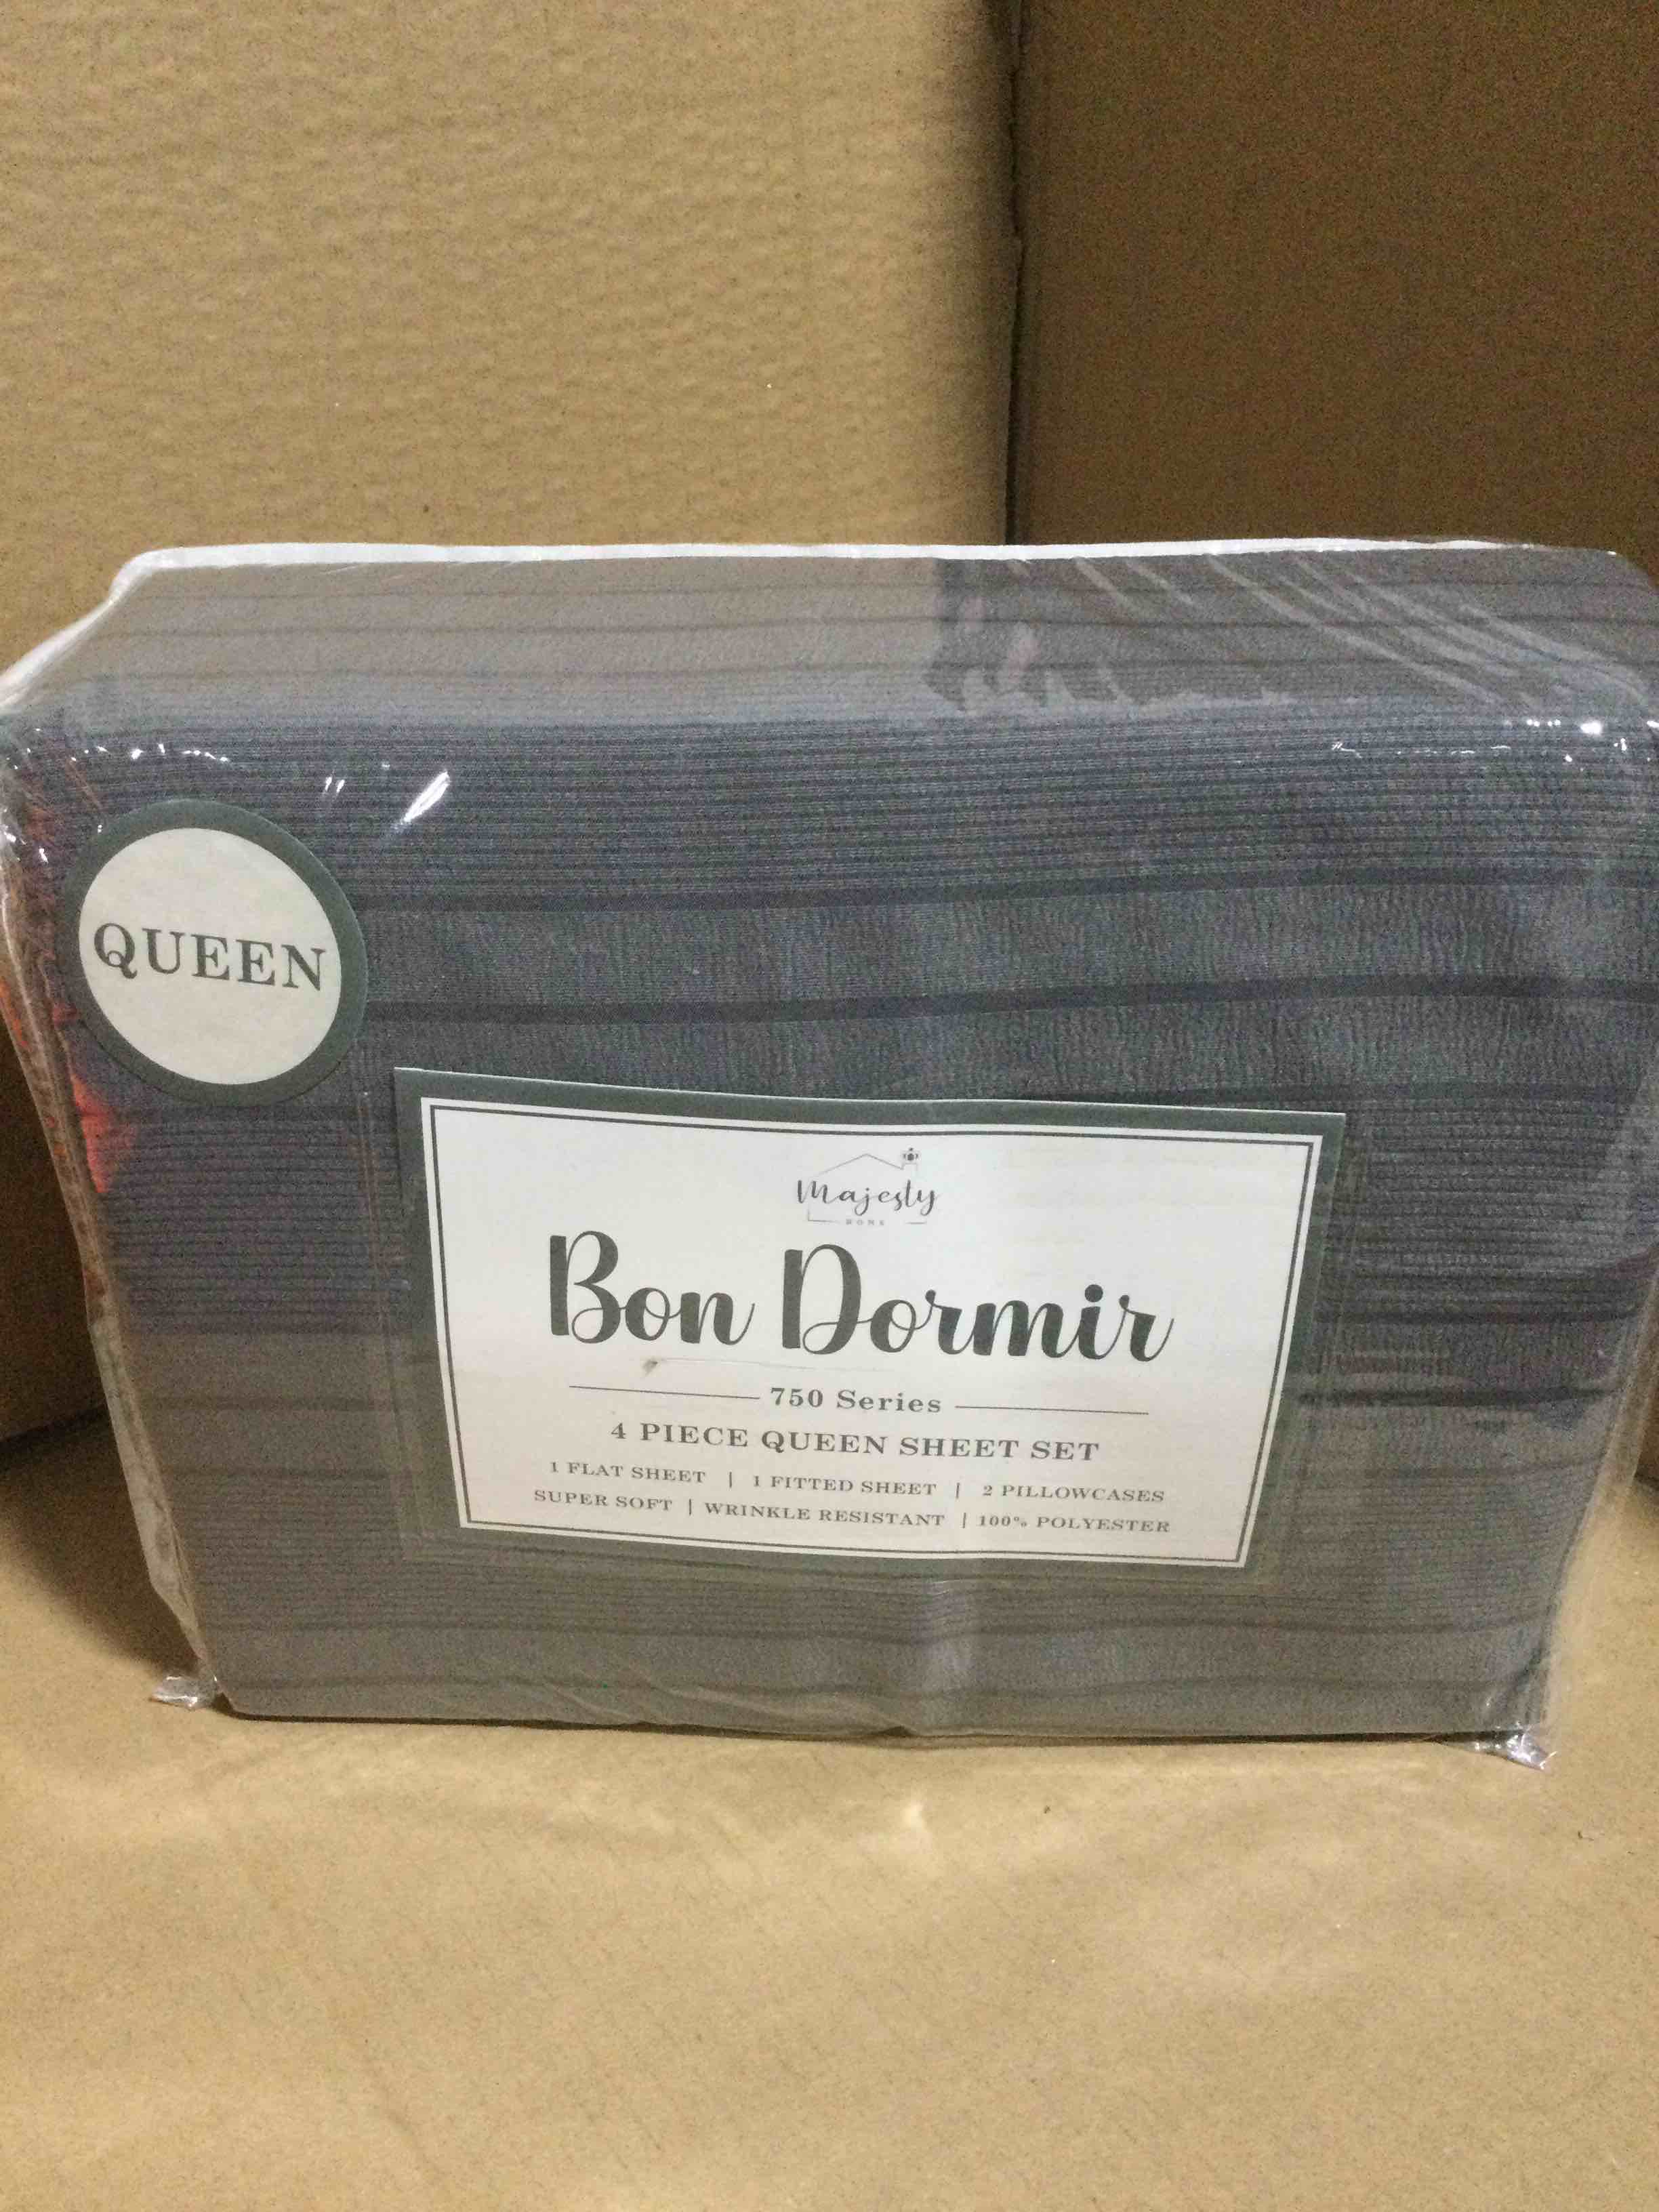 QUEEN
Majesty
HOME
Bon Dormir
750 Series
4 PIECE QUEEN SHEET SET
1 FLAT SHEET | 1 FITTED SHEET | 2 PILLOWCASES
SUPER SOFT | WRINKLE RESISTANT | 100% POLYESTER